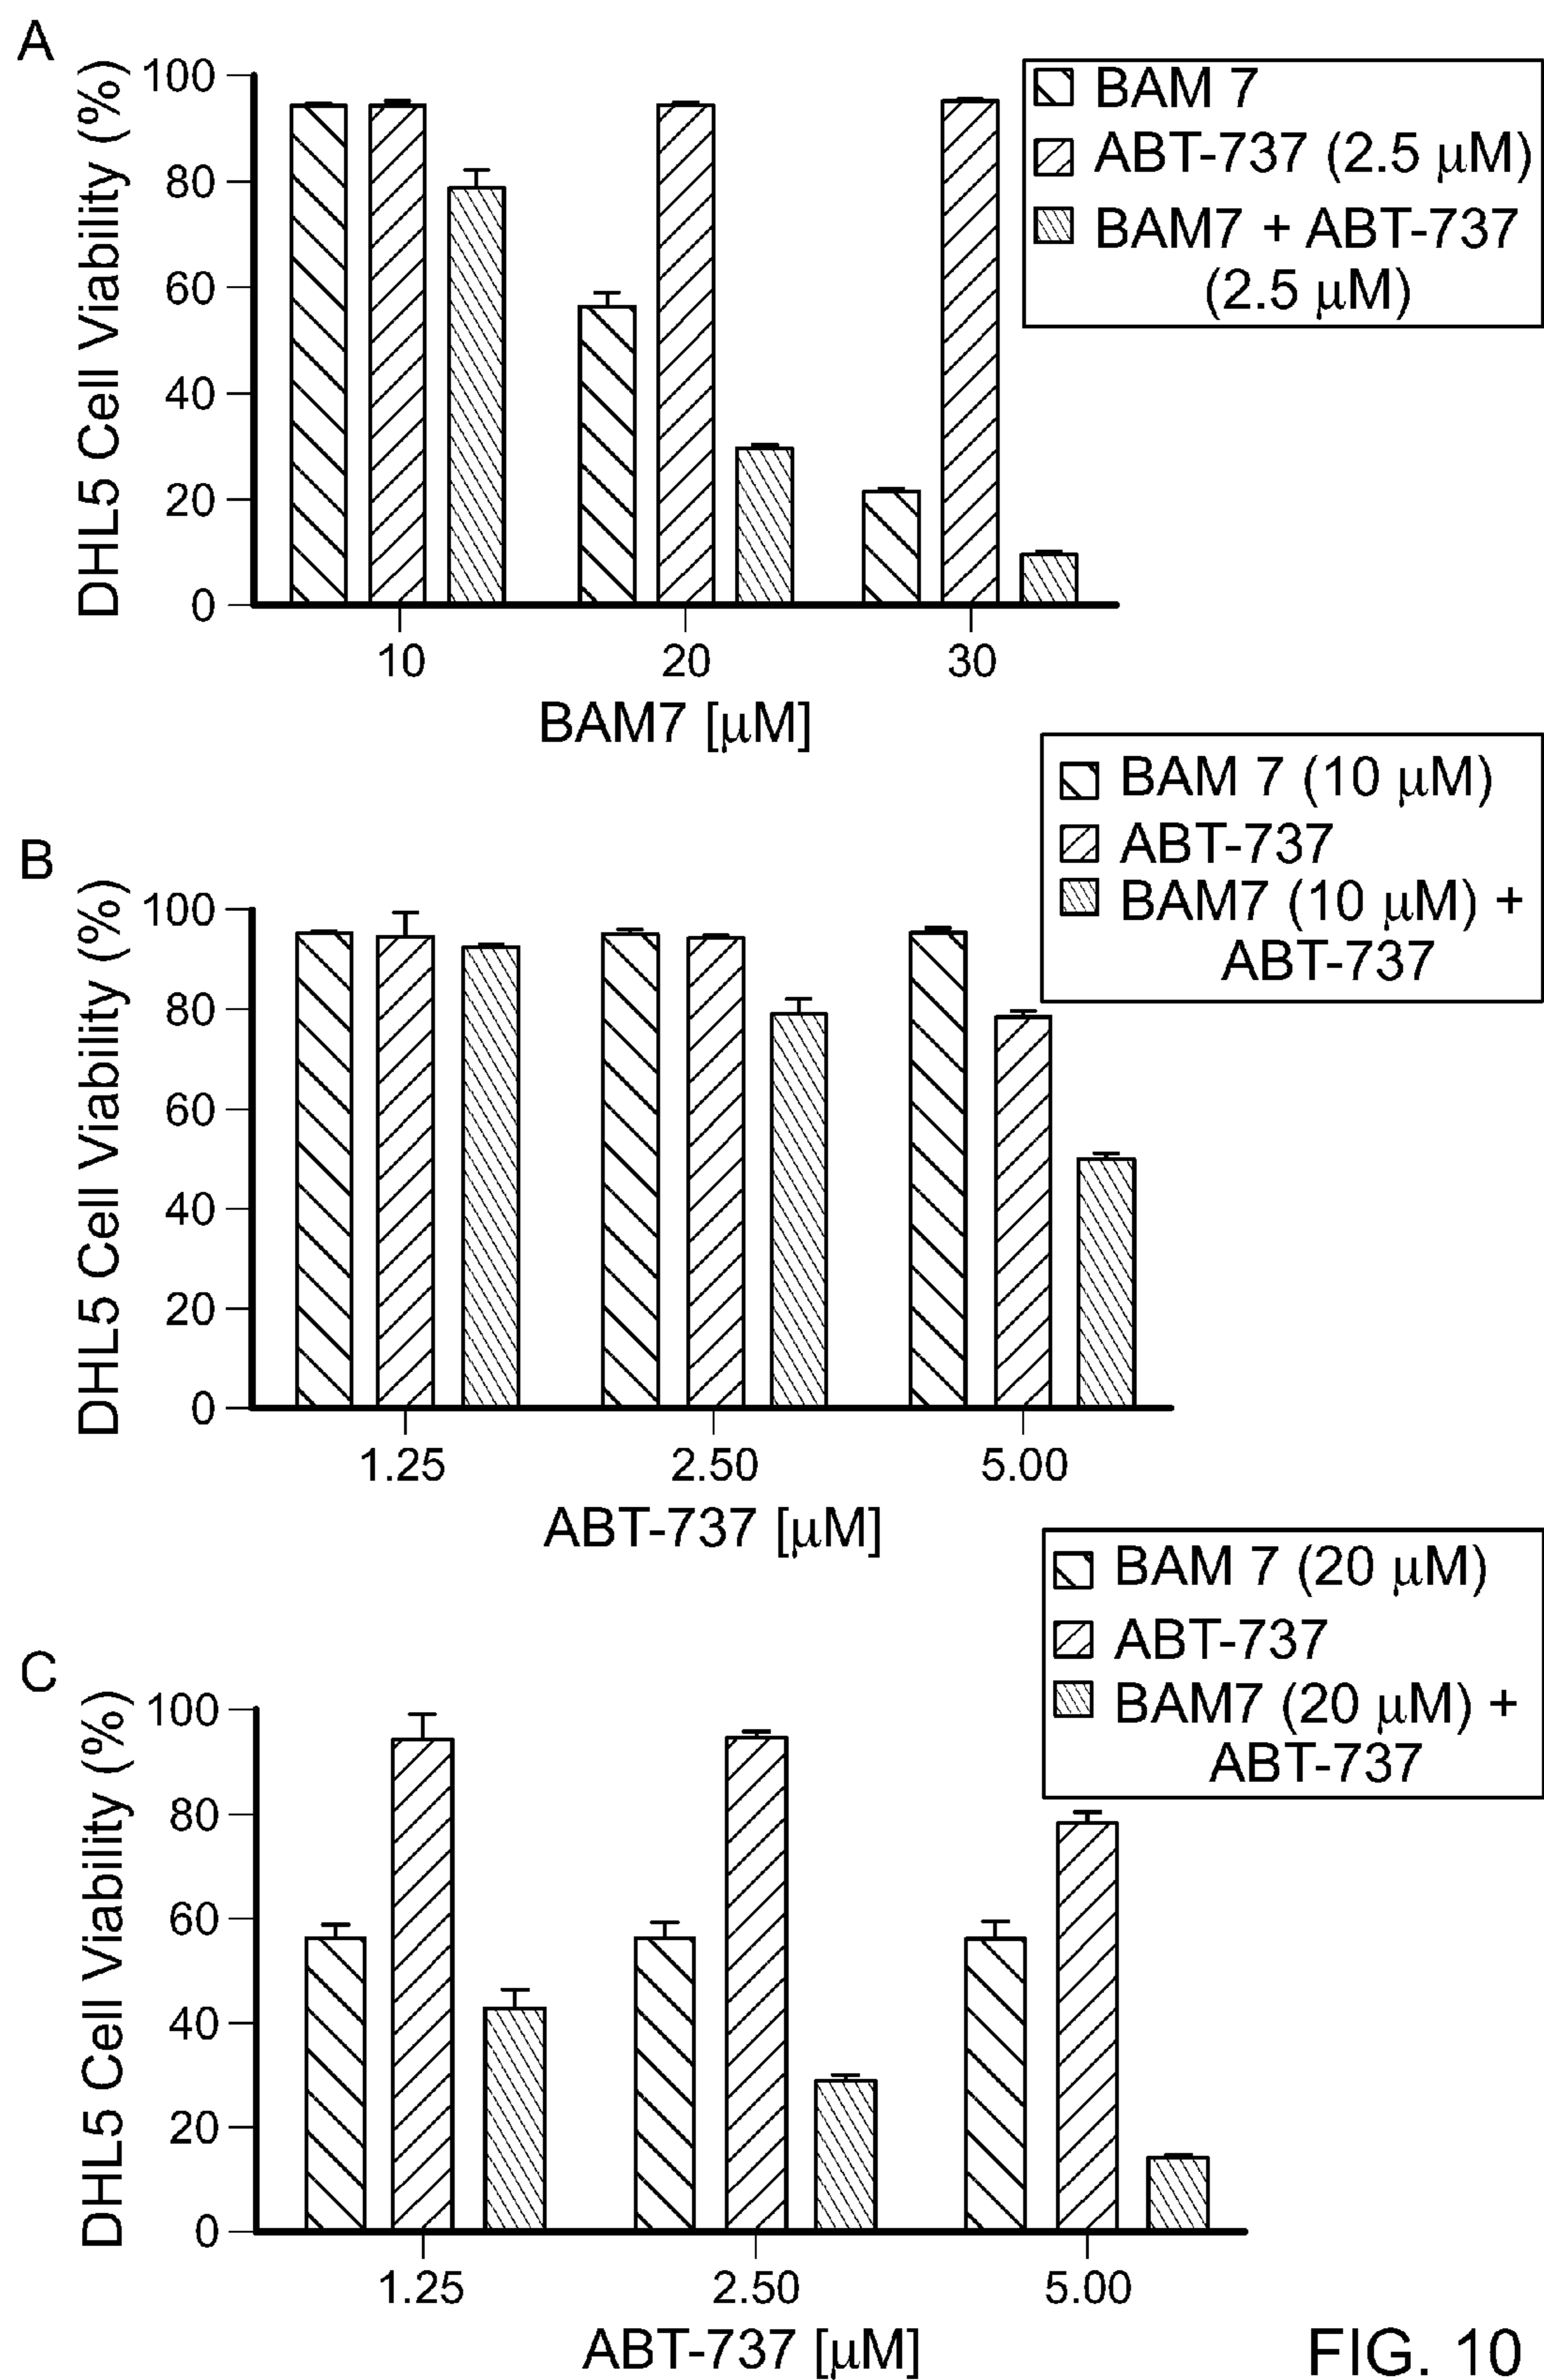 A
DHL5 Cell Viability (%)
100
80
60
40
20
0
10
20
30
BAM7 [μM]
BAM 7
ABT-737 (2.5 μM)
BAM7 + ABT-737
(2.5 μM)
B
DHL5 Cell Viability (%)
100
80
60
40
20
0
1.25
2.50
5.00
ABT-737 [μM]
BAM 7 (10 μM)
ABT-737
BAM7 (10 μM) +
ABT-737
C
DHL5 Cell Viability (%)
100
80
60
40
20
0
1.25
2.50
5.00
ABT-737 [μM]
BAM 7 (20 μM)
ABT-737
BAM7 (20 μM) +
ABT-737
FIG. 10